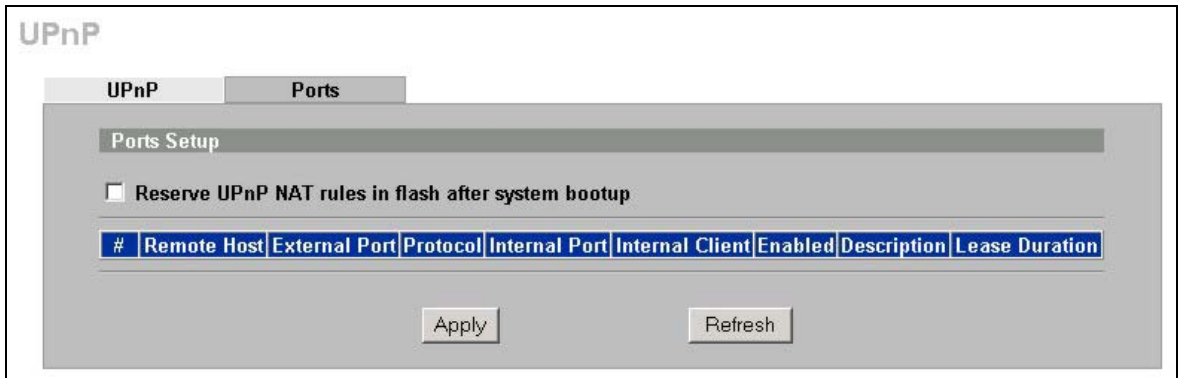 UPnP
UPnP Ports
Ports Setup
Reserve UPnP NAT rules in flash after system bootup
# Remote Host External Port Protocol Internal Port Internal Client Enabled Description Lease Duration
Apply Refresh